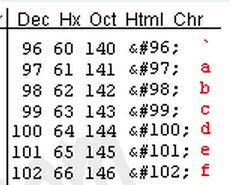 Dec Hx Oct Html Chr
96 60 140 &#96; `
97 61 141 &#97; a
98 62 142 &#98; b
99 63 143 &#99; c
100 64 144 &#100; d
101 65 145 &#101; e
102 66 146 &#102; f